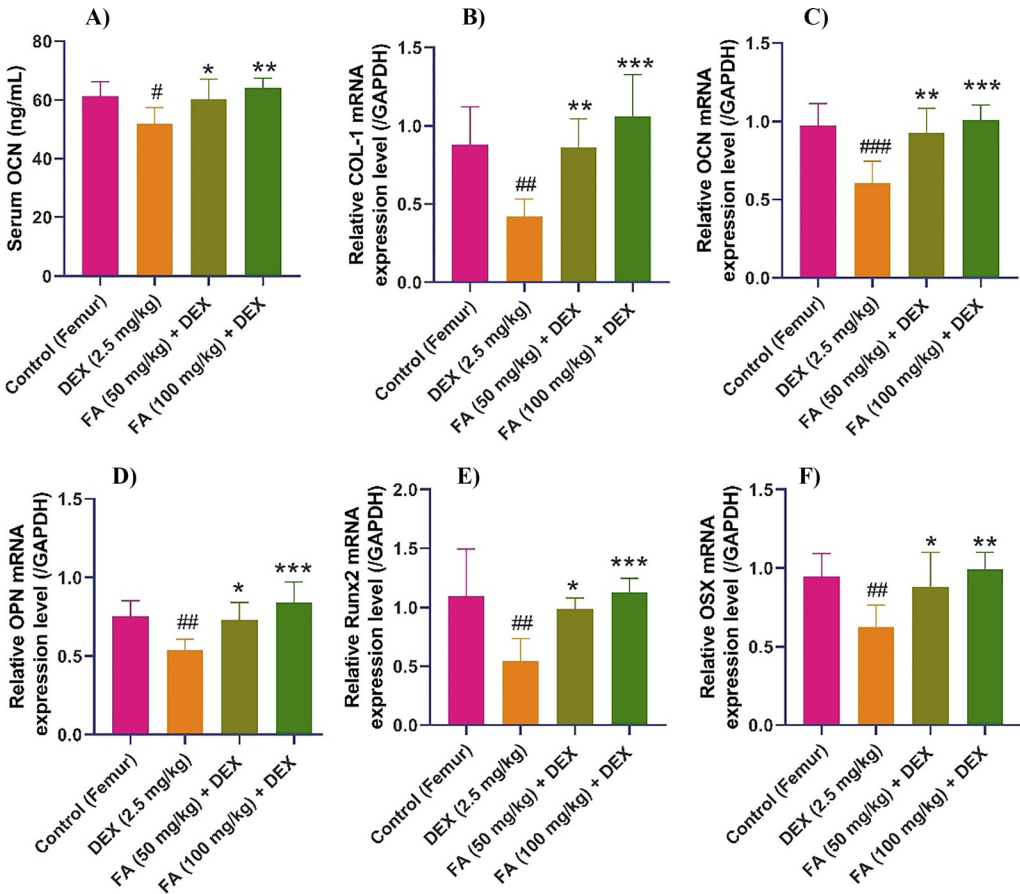 A)
Serum OCN (ng/mL)
80
60
40
20
0
#
*
**
Control (Femur)
DEX (2.5 mg/kg)
FA (50 mg/kg) + DEX
FA (100 mg/kg) + DEX
B)
Relative COL-1 mRNA
expression level (/GAPDH)
1.5
1.0
0.5
0.0
##
**
***
Control (Femur)
DEX (2.5 mg/kg)
FA (50 mg/kg) + DEX
FA (100 mg/kg) + DEX
C)
Relative OCN mRNA
expression level (/GAPDH)
1.5
1.0
0.5
0.0
###
**
***
Control (Femur)
DEX (2.5 mg/kg)
FA (50 mg/kg) + DEX
FA (100 mg/kg) + DEX
D)
Relative OPN mRNA
expression level (/GAPDH)
1.5
1.0
0.5
0.0
##
*
***
Control (Femur)
DEX (2.5 mg/kg)
FA (50 mg/kg) + DEX
FA (100 mg/kg) + DEX
E)
Relative Runx2 mRNA
expression level (/GAPDH)
2.0
1.5
1.0
0.5
0.0
##
*
***
Control (Femur)
DEX (2.5 mg/kg)
FA (50 mg/kg) + DEX
FA (100 mg/kg) + DEX
F)
Relative OSX mRNA
expression level (/GAPDH)
1.5
1.0
0.5
0.0
##
*
**
Control (Femur)
DEX (2.5 mg/kg)
FA (50 mg/kg) + DEX
FA (100 mg/kg) + DEX